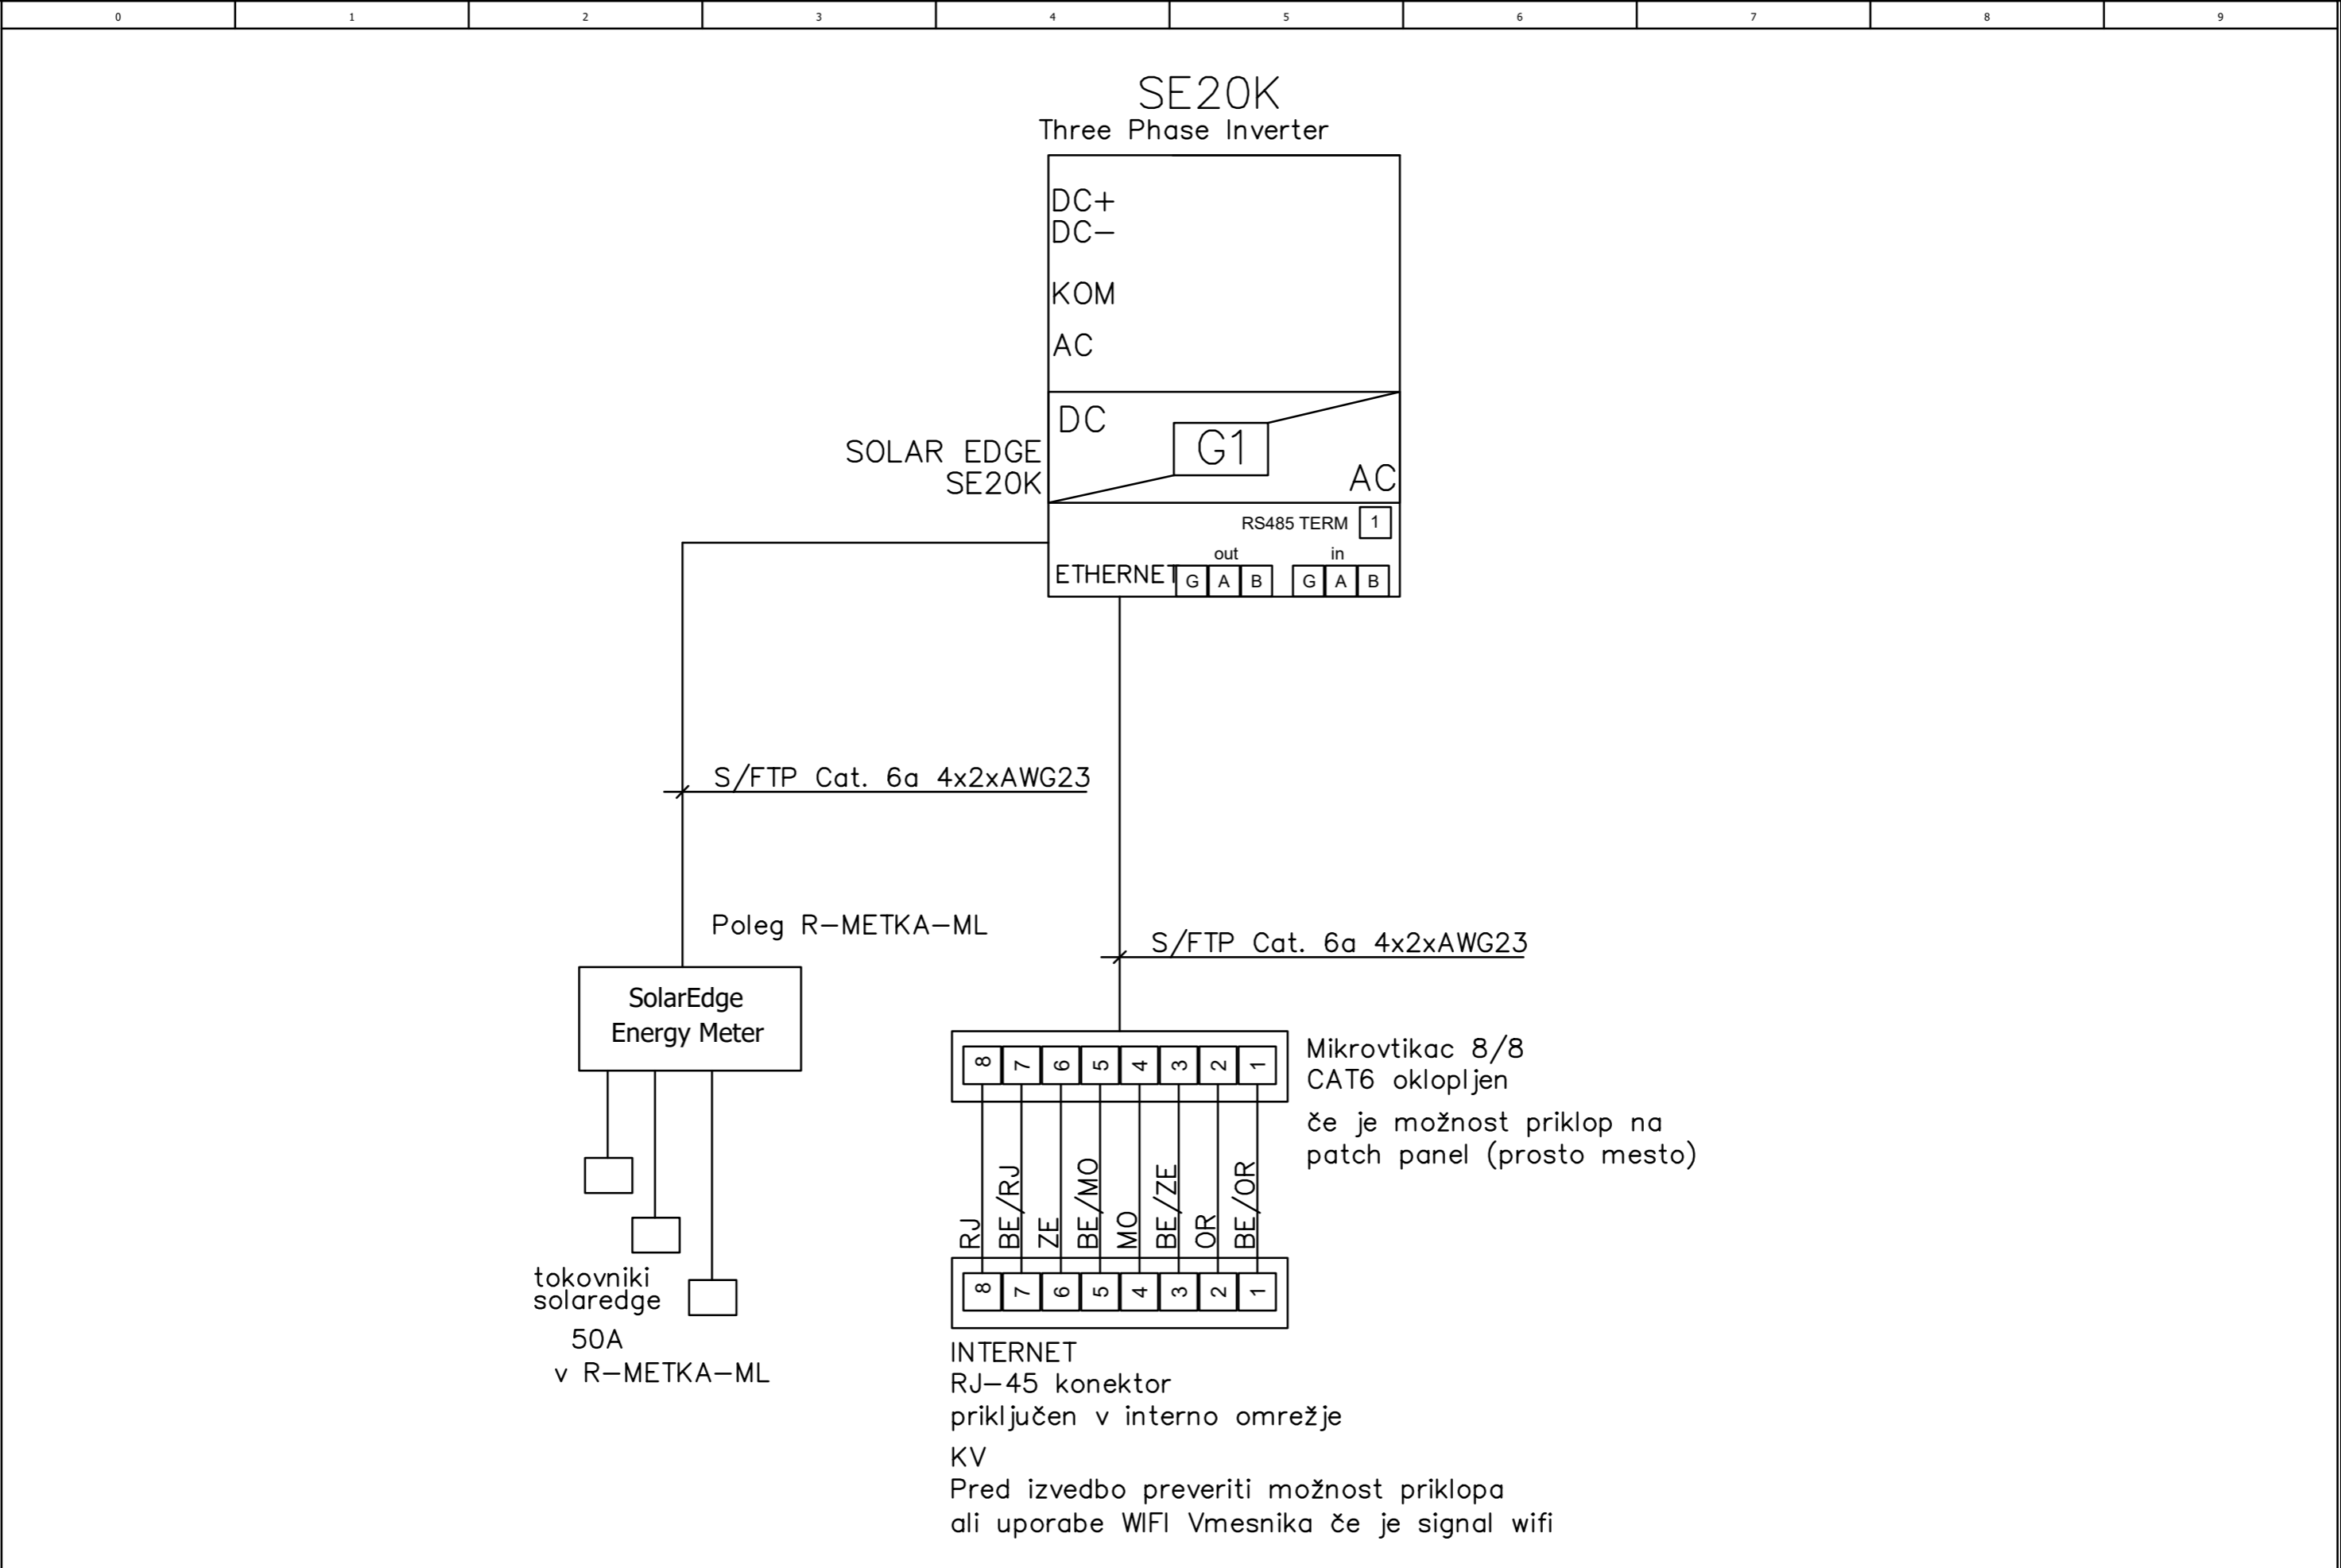 0 1 2 3 4 5 6 7 8 9
SE20K
Three Phase Inverter
DC+
DC-
KOM
AC
DC
G1
AC
SOLAR EDGE
SE20K
RS485 TERM 1
out in
ETHERNET G A B G A B
S/FTP Cat. 6a 4x2xAWG23
Poleg R-METKA-ML
SolarEdge
Energy Meter
tokovniki
solaredge
50A
v R-METKA-ML
S/FTP Cat. 6a 4x2xAWG23
8 7 6 5 4 3 2 1
Mikrovtikac 8/8
CAT6 oklopljen
če je možnost priklop na
patch panel (prosto mesto)
RJ BE/RJ ZE BE/MO MO BE/ZE OR BE/OR
8 7 6 5 4 3 2 1
INTERNET
RJ-45 konektor
priključen v interno omrežje
KV
Pred izvedbo preveriti možnost priklopa
ali uporabe WIFI Vmesnika če je signal wifi